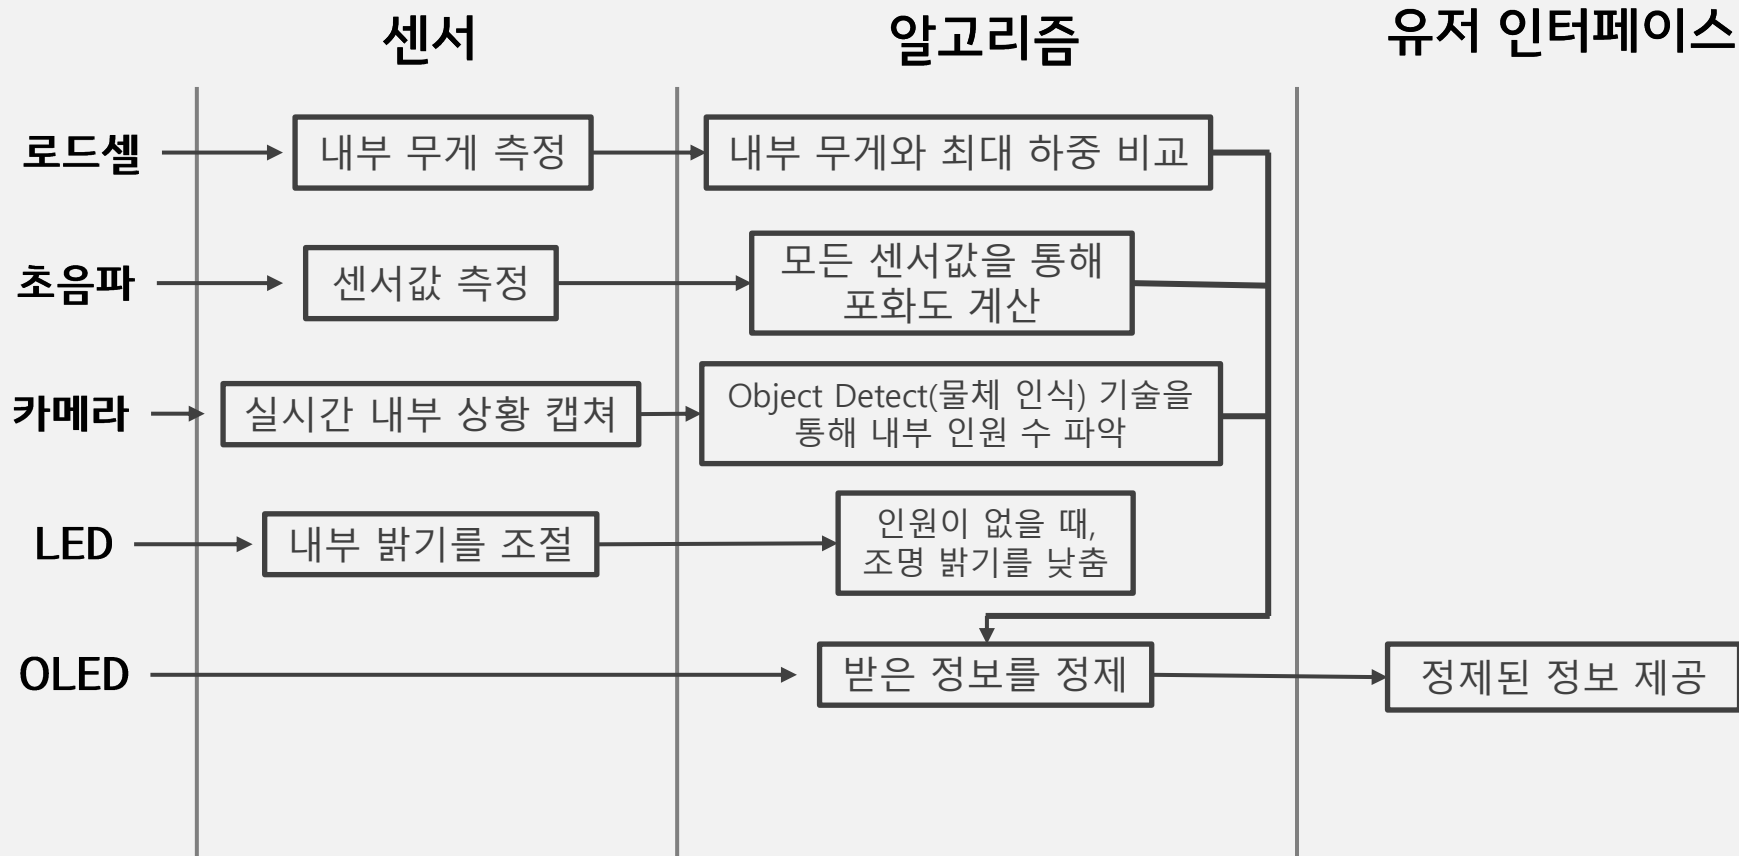 센서
알고리즘
유저 인터페이스
로드셀
내부 무게 측정
내부 무게와 최대 하중 비교
초음파
센서값 측정
모든 센서값을 통해
포화도 계산
카메라
실시간 내부 상황 캡쳐
Object Detect(물체 인식) 기술을
통해 내부 인원 수 파악
LED
내부 밝기를 조절
인원이 없을 때,
조명 밝기를 낮춤
OLED
받은 정보를 정제
정제된 정보 제공